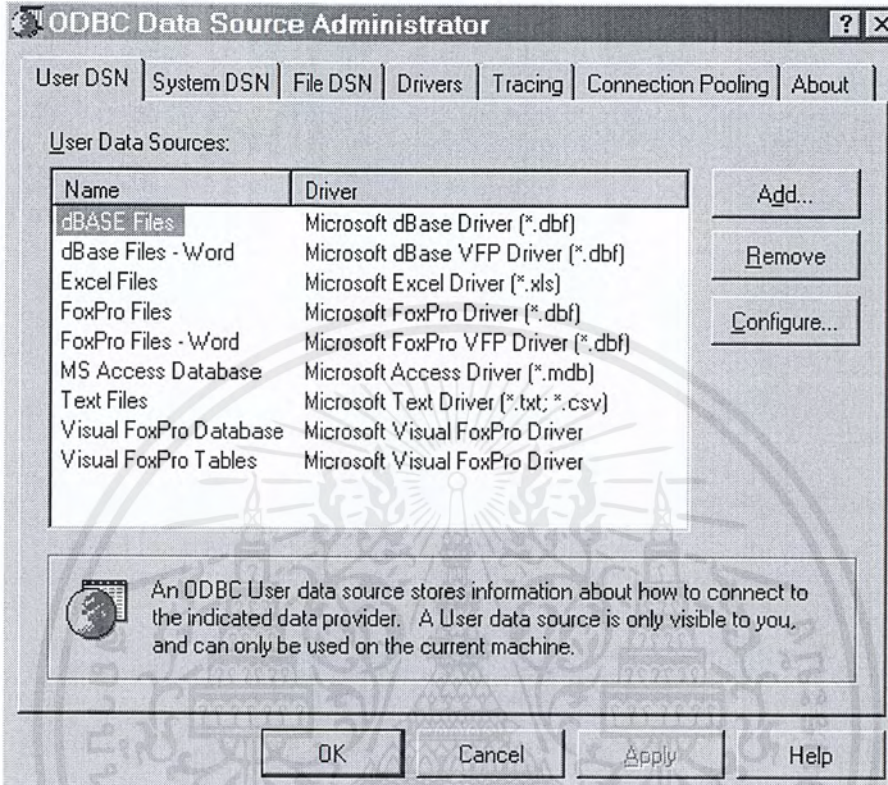 ODBC Data Source Administrator
User DSN System DSN File DSN Drivers Tracing Connection Pooling About
User Data Sources:
Name Driver
dBASE Files Microsoft dBase Driver (*.dbf)
dBase Files - Word Microsoft dBase VFP Driver (*.dbf)
Excel Files Microsoft Excel Driver (*.xls)
FoxPro Files Microsoft FoxPro Driver (*.dbf)
FoxPro Files - Word Microsoft FoxPro VFP Driver (*.dbf)
MS Access Database Microsoft Access Driver (*.mdb)
Text Files Microsoft Text Driver (*.txt; *.csv)
Visual FoxPro Database Microsoft Visual FoxPro Driver
Visual FoxPro Tables Microsoft Visual FoxPro Driver
Add...
Remove
Configure...
An ODBC User data source stores information about how to connect to
the indicated data provider. A User data source is only visible to you,
and can only be used on the current machine.
OK Cancel Apply Help